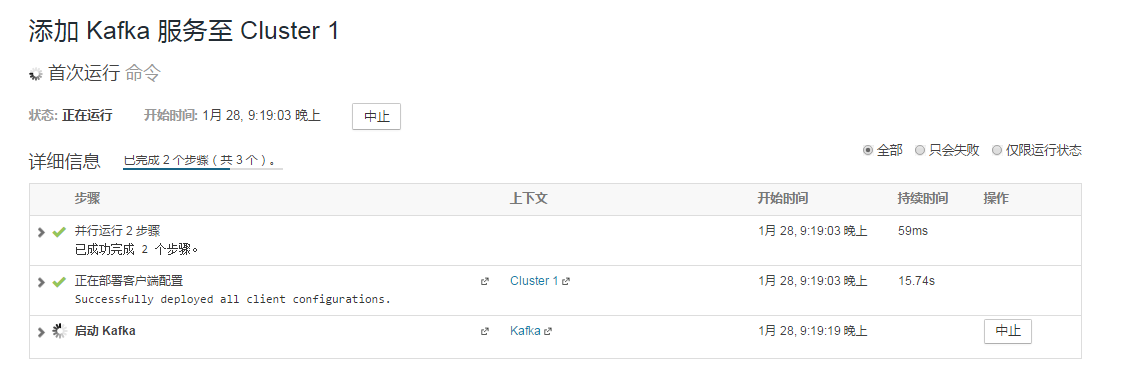 添加 Kafka 服务至 Cluster 1
首次运行 命令
状态: 正在运行 开始时间: 1月 28, 9:19:03 晚上 中止
详细信息 已完成 2 个步骤（共 3 个）。 全部 只会失败 仅限运行状态
步骤 上下文 开始时间 持续时间 操作
并行运行 2 步骤 1月 28, 9:19:03 晚上 59ms
已成功完成 2 个步骤。
正在部署客户端配置 Cluster 1 1月 28, 9:19:03 晚上 15.74s
Successfully deployed all client configurations.
启动 Kafka Kafka 1月 28, 9:19:19 晚上 中止